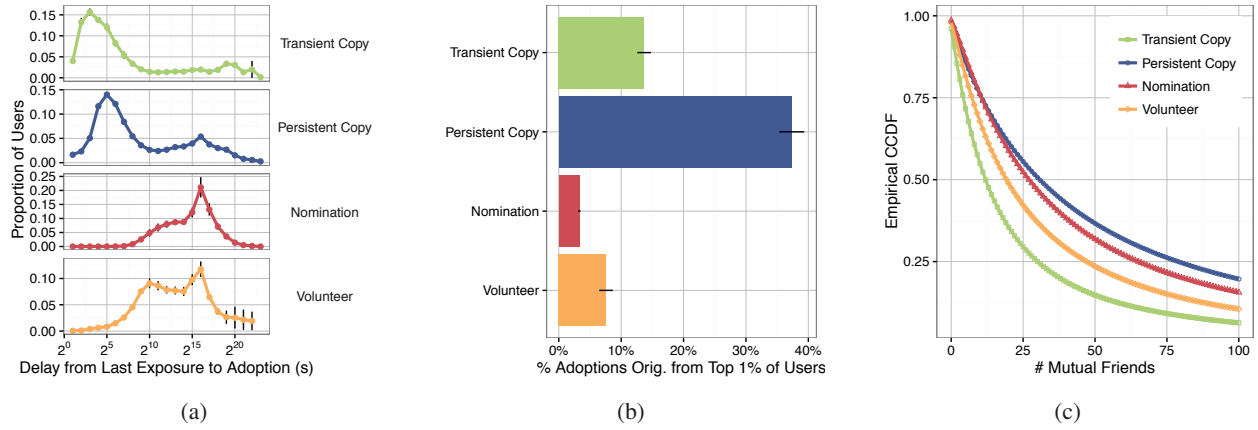 0.15
0.10
0.05
0.00
Transient Copy
0.15
0.10
0.05
0.00
Persistent Copy
0.25
0.20
0.15
0.10
0.05
0.00
Nomination
0.10
0.05
0.00
Volunteer
2^0 2^5 2^10 2^15 2^20
Proportion of Users
Delay from Last Exposure to Adoption (s)
(a)
Transient Copy
Persistent Copy
Nomination
Volunteer
0% 10% 20% 30% 40%
% Adoptions Orig. from Top 1% of Users
(b)
1.00
0.75
0.50
0.25
Empirical CCDF
Transient Copy
Persistent Copy
Nomination
Volunteer
0 25 50 75 100
# Mutual Friends
(c)